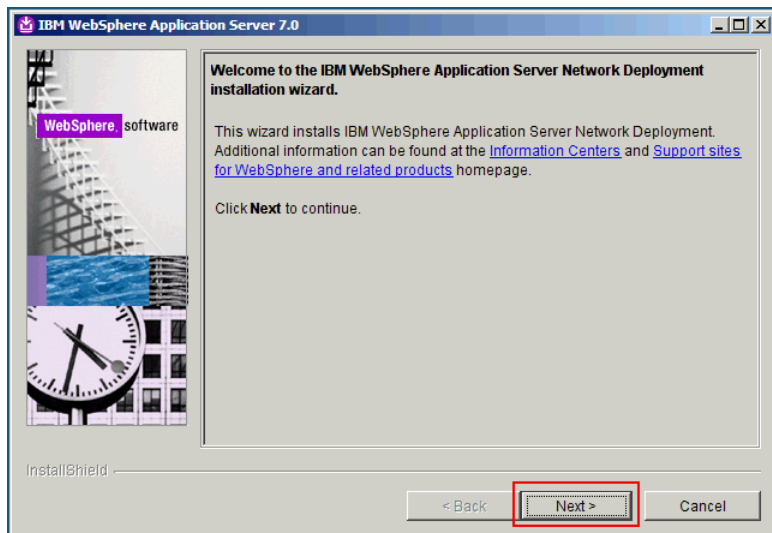 IBM WebSphere Application Server 7.0
WebSphere. software
Welcome to the IBM WebSphere Application Server Network Deployment
installation wizard.
This wizard installs IBM WebSphere Application Server Network Deployment.
Additional information can be found at the Information Centers and Support sites
for WebSphere and related products homepage.
Click Next to continue.
InstallShield
< Back
Next >
Cancel